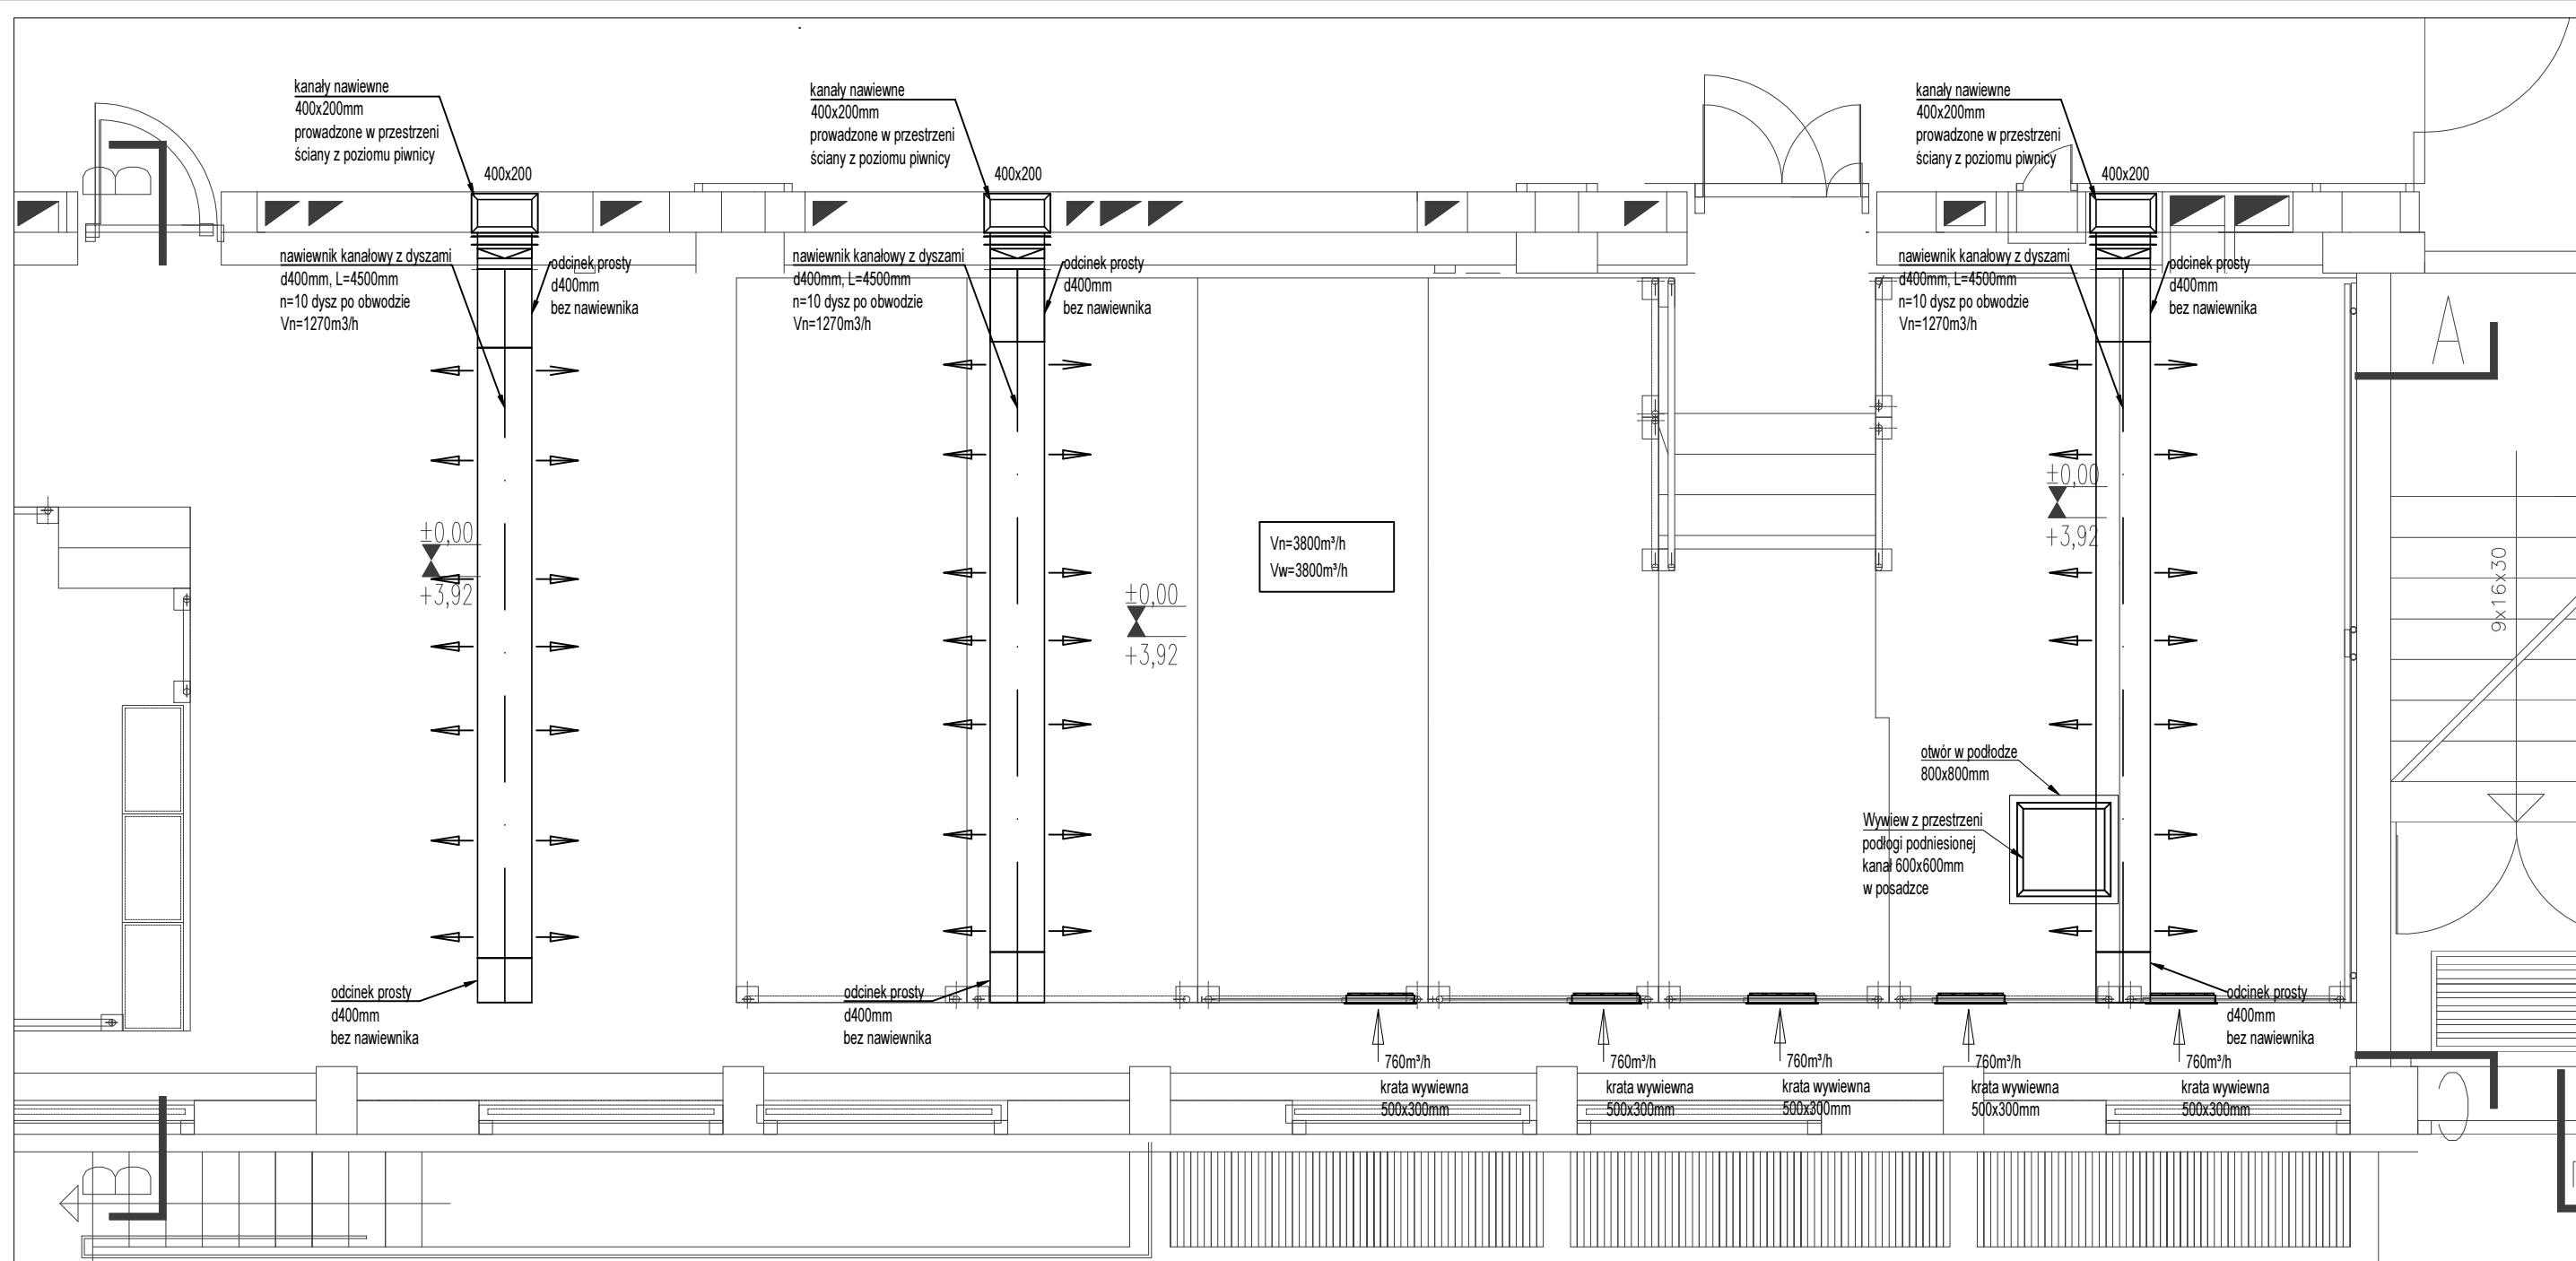 kanały nawiewne
400x200mm
prowadzone w przestrzeni
ściany z poziomu piwnicy
400x200
kanały nawiewne
400x200mm
prowadzone w przestrzeni
ściany z poziomu piwnicy
400x200
kanały nawiewne
400x200mm
prowadzone w przestrzeni
ściany z poziomu piwnicy
400x200
B
nawiewnik kanałowy z dyszami
d400mm, L=4500mm
n=10 dysz po obwodzie
Vn=1270m3/h
odcinek prosty
d400mm
bez nawiewnika
nawiewnik kanałowy z dyszami
d400mm, L=4500mm
n=10 dysz po obwodzie
Vn=1270m3/h
odcinek prosty
d400mm
bez nawiewnika
nawiewnik kanałowy z dyszami
d400mm, L=4500mm
n=10 dysz po obwodzie
Vn=1270m3/h
odcinek prosty
d400mm
bez nawiewnika
A
±0,00
+3,92
±0,00
+3,92
Vn=3800m³/h
Vw=3800m³/h
±0,00
+3,92
9x16x30
otwór w podłodze
800x800mm
Wywiew z przestrzeni
podłogi podniesionej
kanał 600x600mm
w posadzce
odcinek prosty
d400mm
bez nawiewnika
odcinek prosty
d400mm
bez nawiewnika
odcinek prosty
d400mm
bez nawiewnika
760m³/h
krata wywiewna
500x300mm
760m³/h
krata wywiewna
500x300mm
760m³/h
krata wywiewna
500x300mm
760m³/h
krata wywiewna
500x300mm
760m³/h
krata wywiewna
500x300mm
B